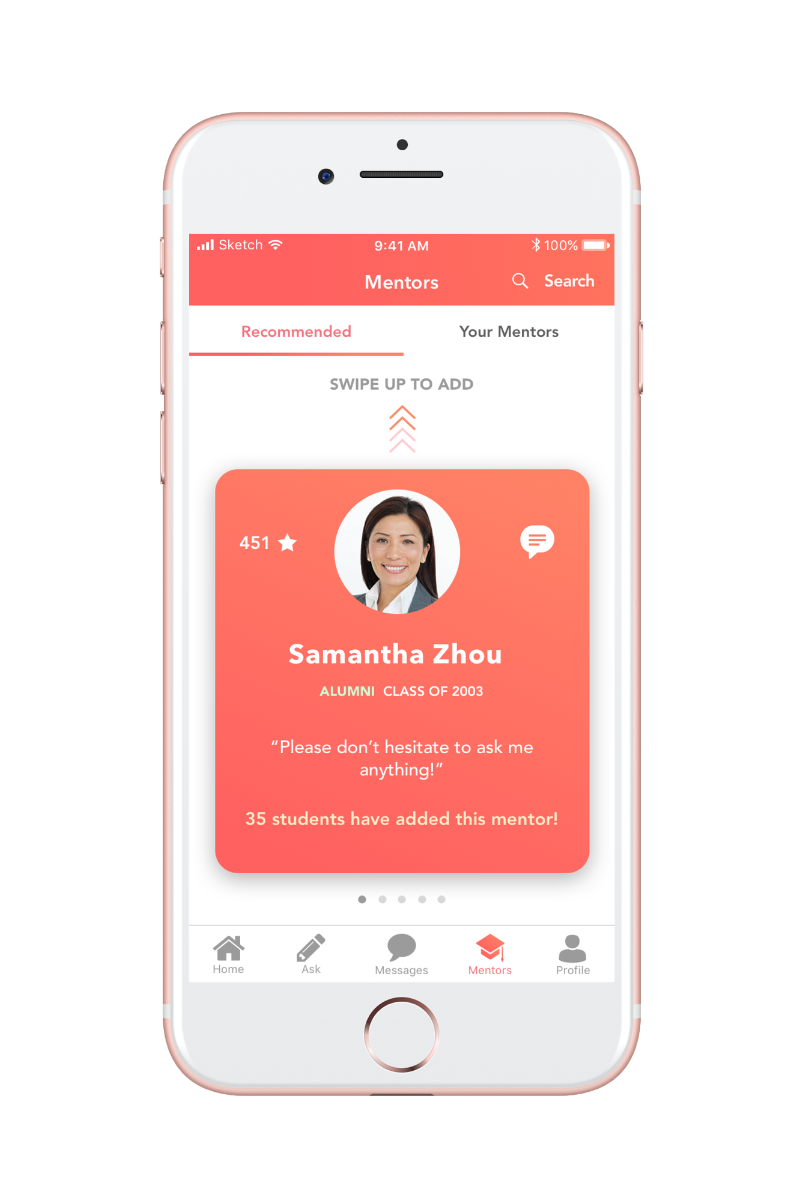 Sketch 9:41 AM 100%
Mentors Search
Recommended Your Mentors
SWIPE UP TO ADD
451
Samantha Zhou
ALUMNI CLASS OF 2003
“Please don’t hesitate to ask me
anything!”
35 students have added this mentor!
Home Ask Messages Mentors Profile